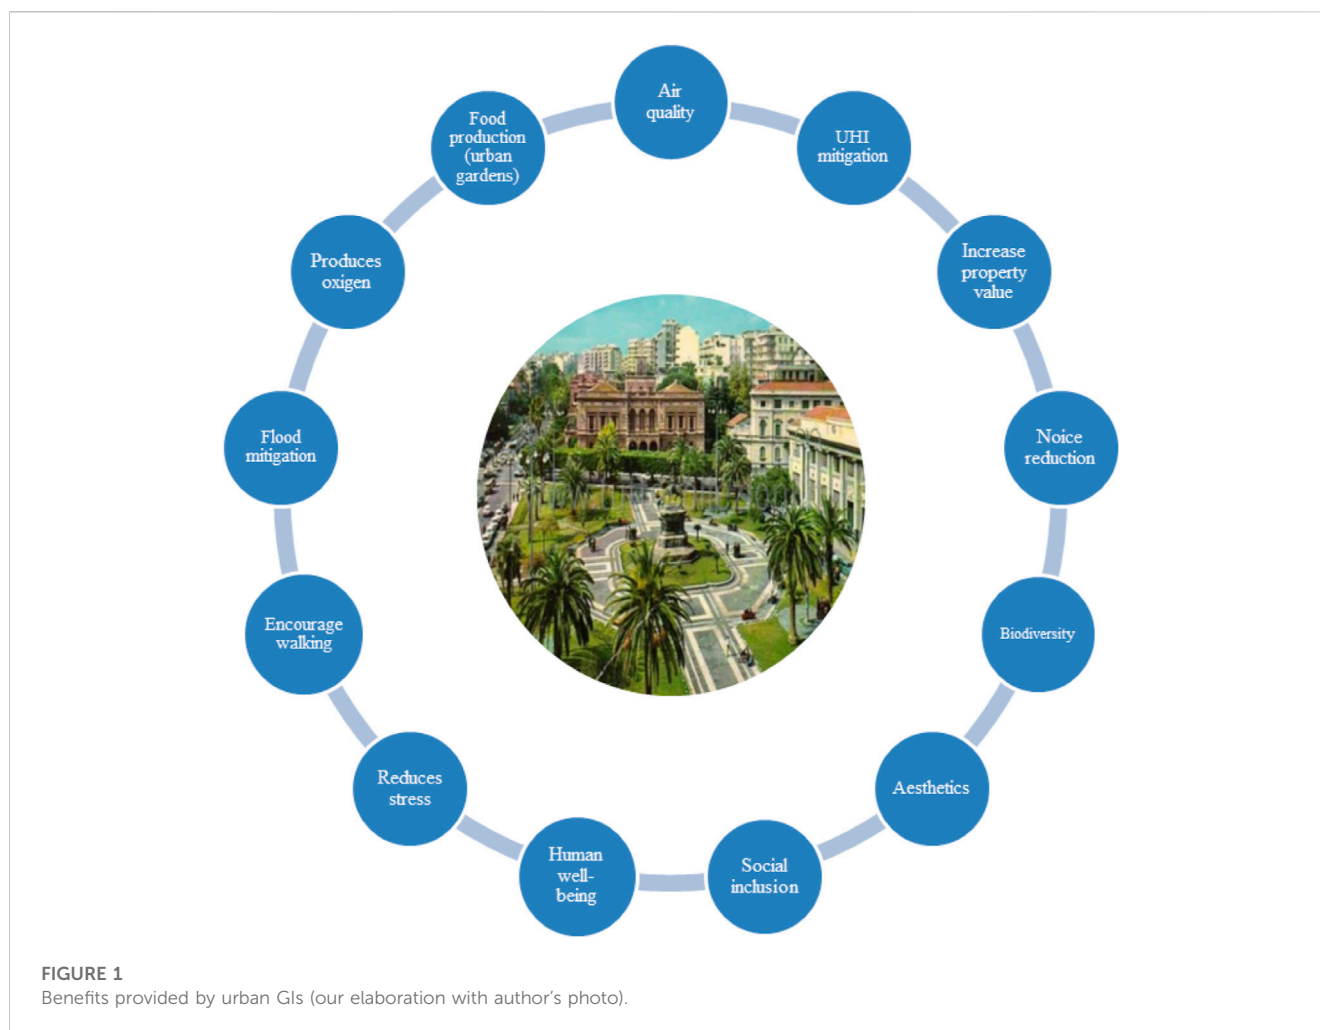 Air
quality
UHI
mitigation
Increase
property
value
Noice
reduction
Biodiversity
Aesthetics
Social
inclusion
Human
well-
being
Reduces
stress
Encourage
walking
Flood
mitigation
Produces
oxigen
Food
production
(urban
gardens)
FIGURE 1
Benefits provided by urban GIs (our elaboration with author's photo).